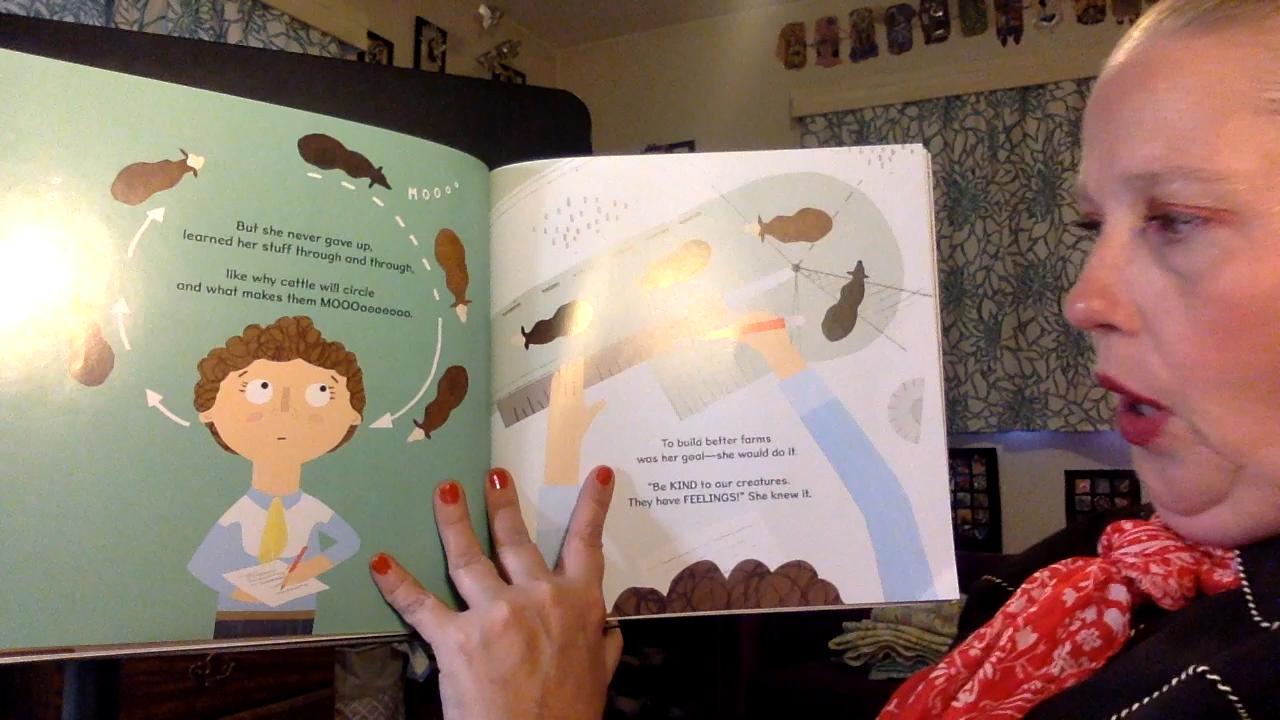 MOOOo
But she never gave up,
learned her stuff through and through,
like why cattle will circle
and what makes them MOOOooooooo.
To build better farms
was her goal—she would do it.
"Be KIND to our creatures.
They have FEELINGS!" She knew it.